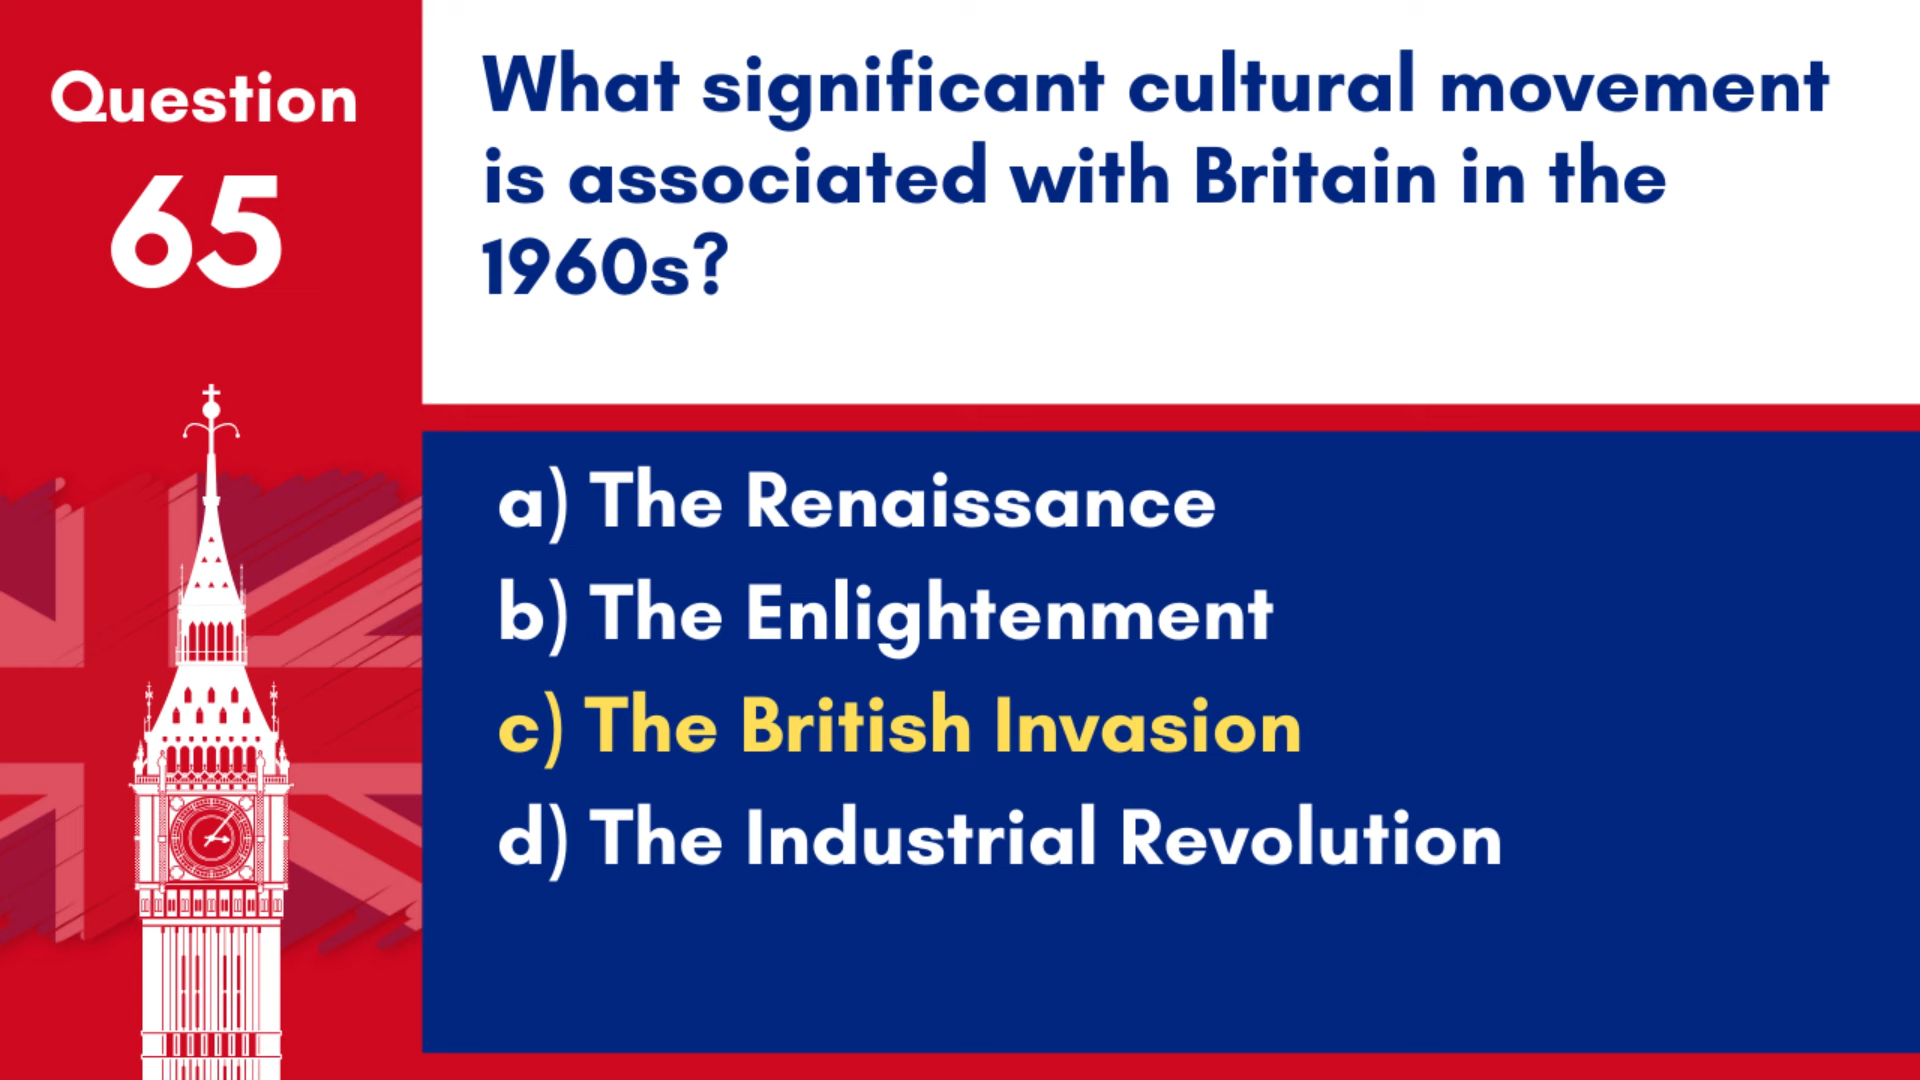 Question
65
What significant cultural movement
is associated with Britain in the
1960s?
a) The Renaissance
b) The Enlightenment
c) The British Invasion
d) The Industrial Revolution